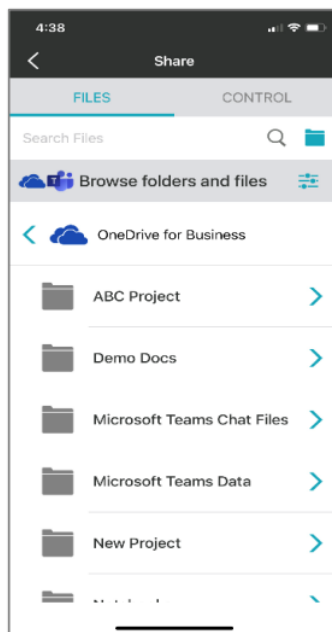 4:38
Share
FILES
CONTROL
Search Files
Browse folders and files
OneDrive for Business
ABC Project
Demo Docs
Microsoft Teams Chat Files
Microsoft Teams Data
New Project